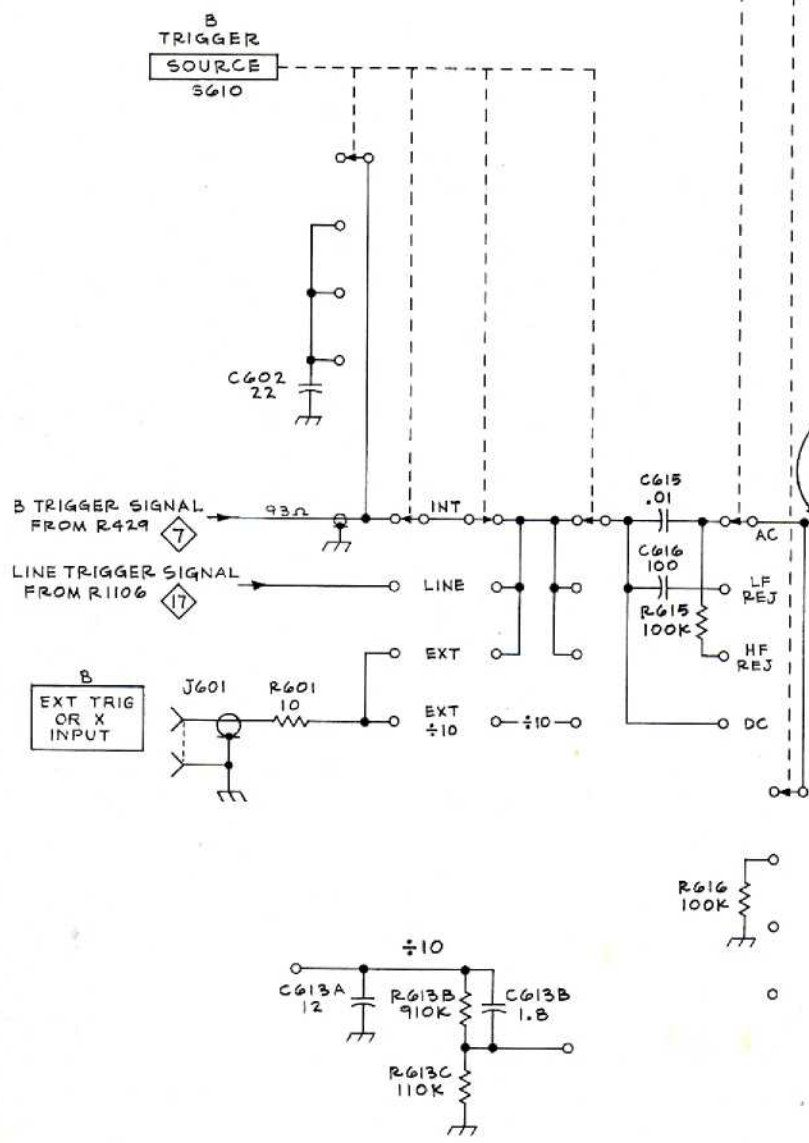 B
TRIGGER
SOURCE
S610
C602
22
B TRIGGER SIGNAL
FROM R429
7
93Ω
INT
C615
.01
AC
LINE TRIGGER SIGNAL
FROM R1106
17
LINE
C616
100
LF
REJ
R615
100K
EXT
HF
REJ
B
EXT TRIG
OR X
INPUT
J601
R601
10
EXT
÷10
÷10
DC
R616
100K
÷10
C613A
12
R613B
910K
C613B
1.8
R613C
110K